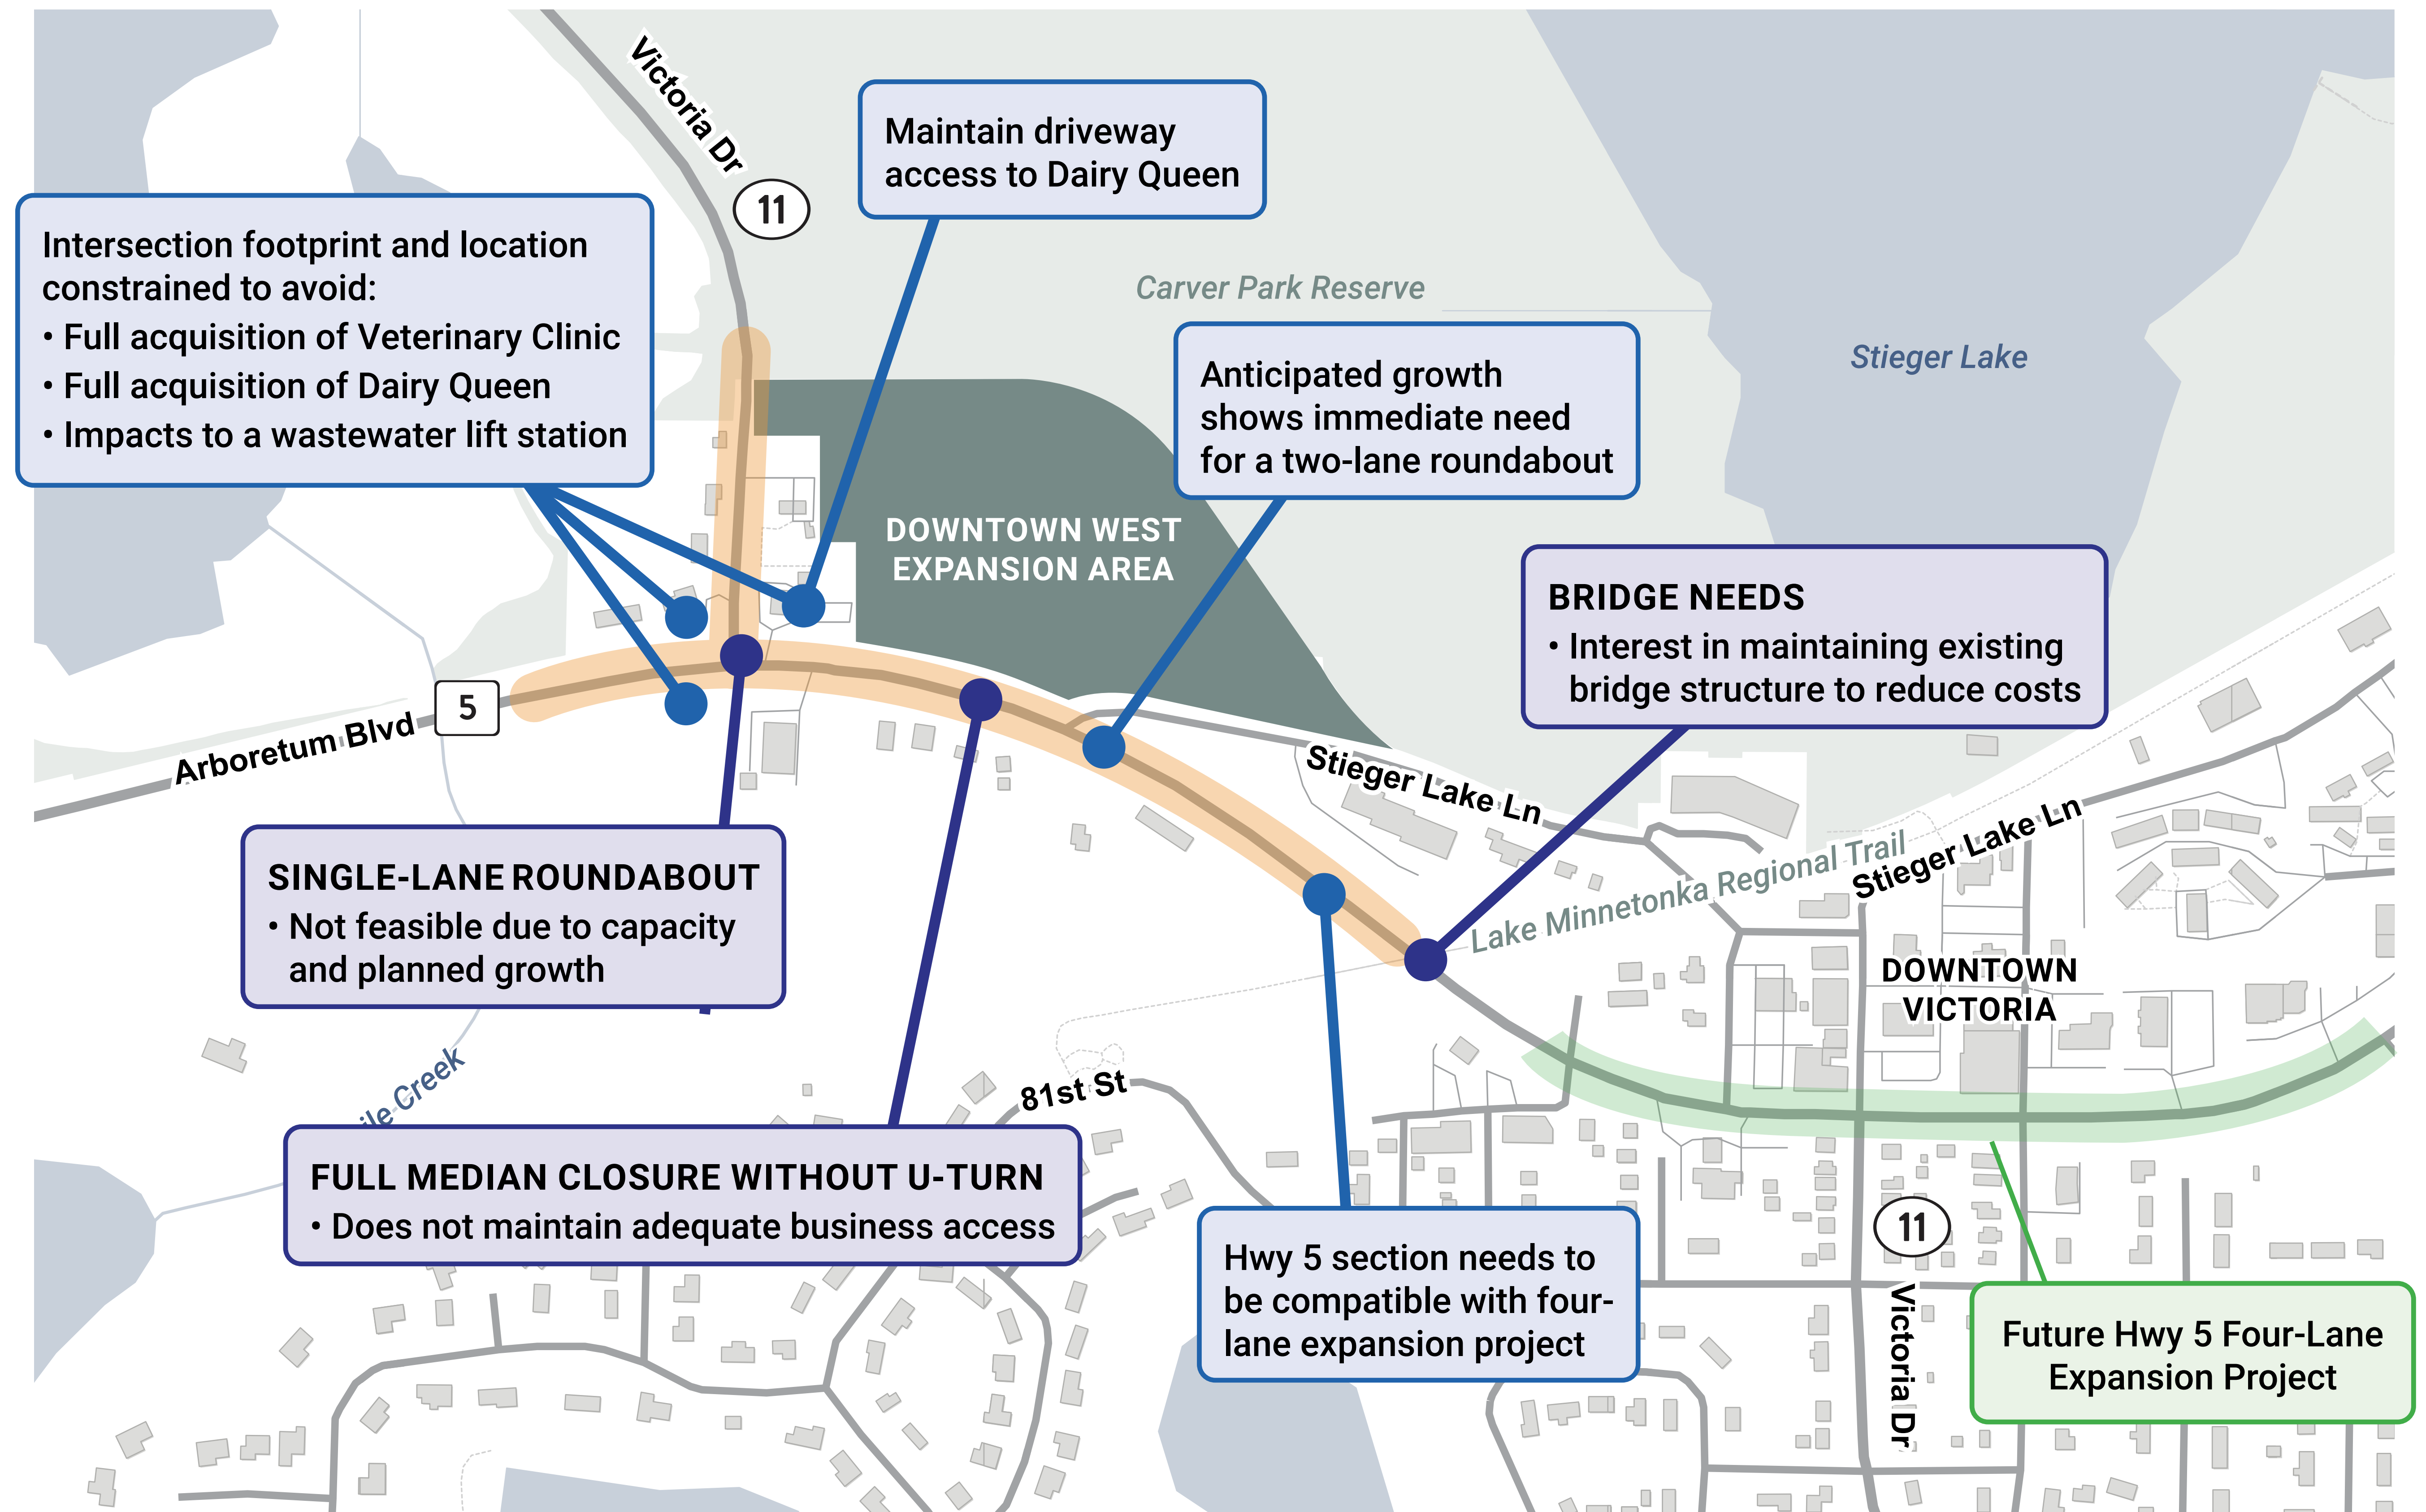 Victoria Dr
11
Maintain driveway
access to Dairy Queen
Intersection footprint and location
constrained to avoid:
• Full acquisition of Veterinary Clinic
• Full acquisition of Dairy Queen
• Impacts to a wastewater lift station
Carver Park Reserve
Stieger Lake
Anticipated growth
shows immediate need
for a two-lane roundabout
DOWNTOWN WEST
EXPANSION AREA
BRIDGE NEEDS
• Interest in maintaining existing
bridge structure to reduce costs
5
Arboretum Blvd
Stieger Lake Ln
Stieger Lake Ln
Lake Minnetonka Regional Trail
SINGLE-LANE ROUNDABOUT
• Not feasible due to capacity
and planned growth
DOWNTOWN
VICTORIA
Creek
81st St
FULL MEDIAN CLOSURE WITHOUT U-TURN
• Does not maintain adequate business access
11
Hwy 5 section needs to
be compatible with four-
lane expansion project
Victoria Dr
Future Hwy 5 Four-Lane
Expansion Project